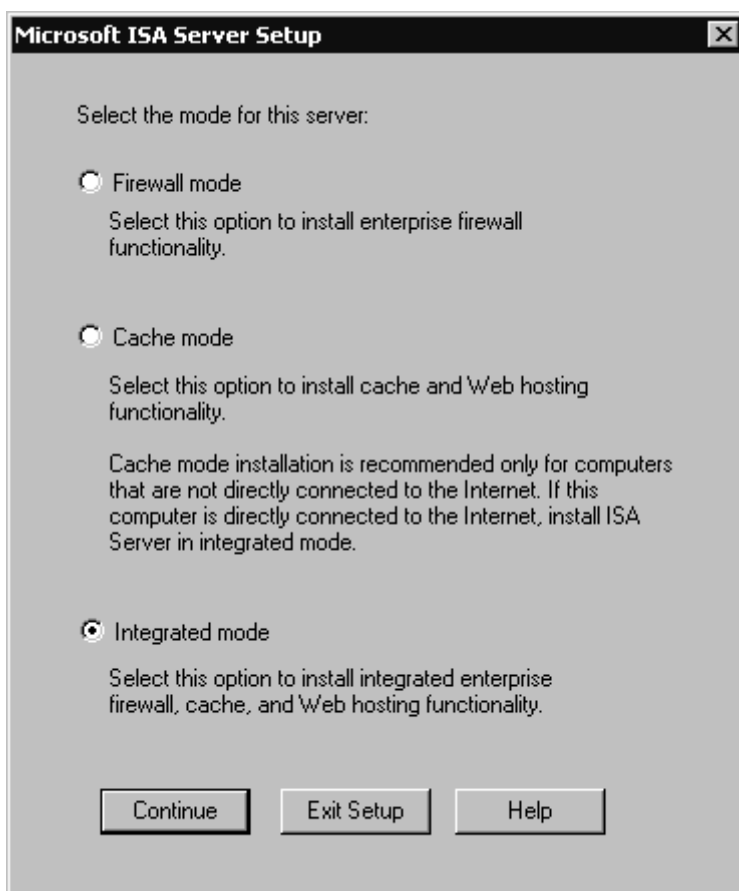 Microsoft ISA Server Setup
Select the mode for this server:
Firewall mode
Select this option to install enterprise firewall
functionality.
Cache mode
Select this option to install cache and Web hosting
functionality.
Cache mode installation is recommended only for computers
that are not directly connected to the Internet. If this
computer is directly connected to the Internet, install ISA
Server in integrated mode.
Integrated mode
Select this option to install integrated enterprise
firewall, cache, and Web hosting functionality.
Continue Exit Setup Help